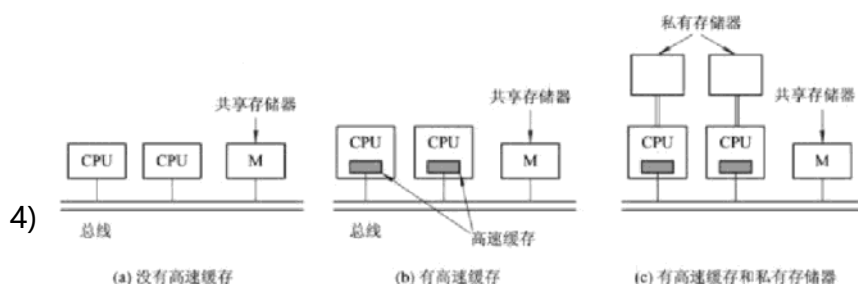 私有存储器
共享存储器
共享存储器
共享存储器
CPU
CPU
M
CPU
CPU
M
CPU
CPU
M
4)
总线
总线
高速缓存
(a) 没有高速缓存
(b) 有高速缓存
(c) 有高速缓存和私有存储器